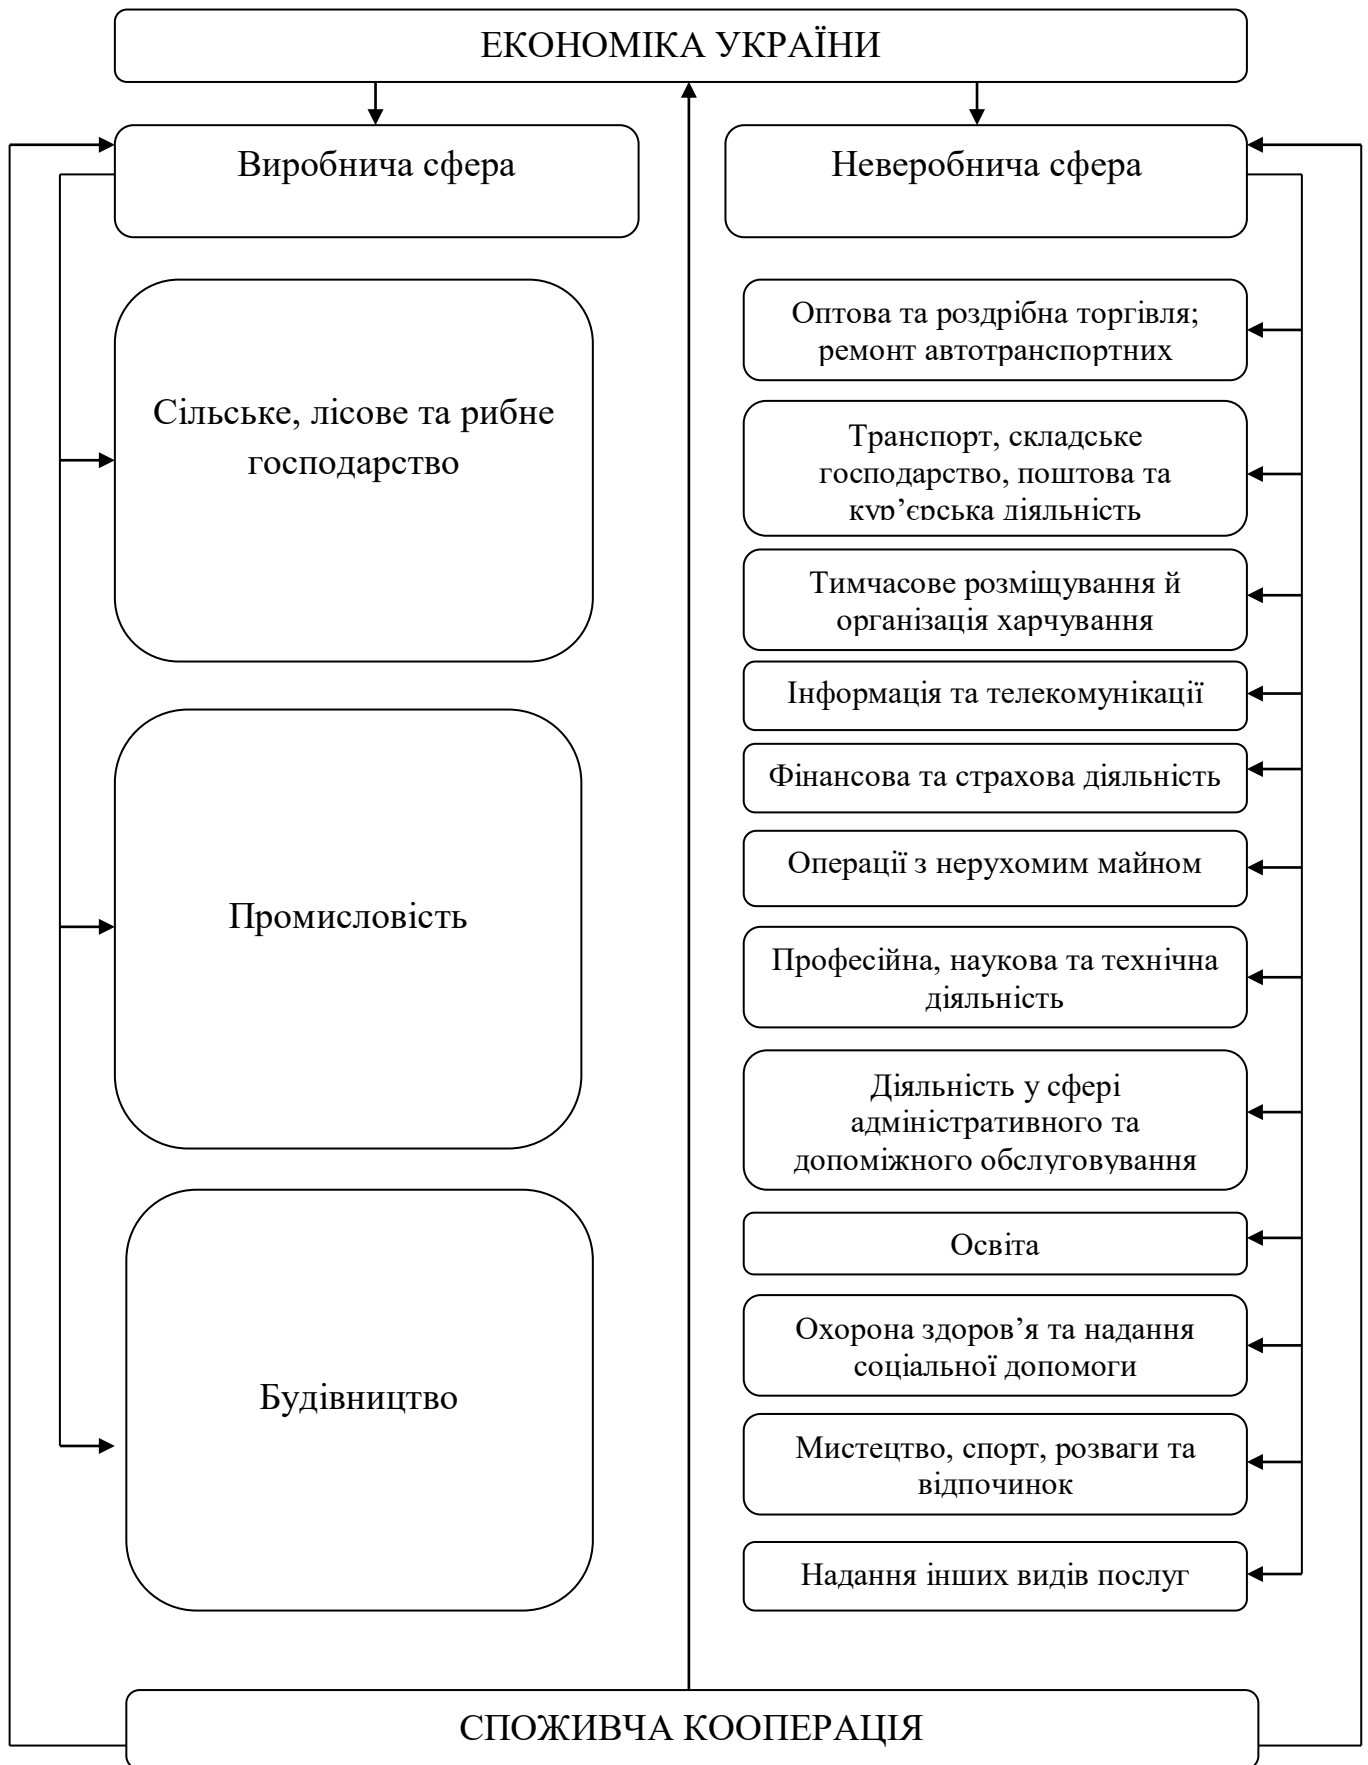 ЕКОНОМІКА УКРАЇНИ
Виробнича сфера
Неверобнича сфера
Сільське, лісове та рибне
господарство
Промисловість
Будівництво
Оптова та роздрібна торгівля;
ремонт автотранспортних
Транспорт, складське
господарство, поштова та
кур’єрська діяльність
Тимчасове розміщування й
організація харчування
Інформація та телекомунікації
Фінансова та страхова діяльність
Операції з нерухомим майном
Професійна, наукова та технічна
діяльність
Діяльність у сфері
адміністративного та
допоміжного обслуговування
Освіта
Охорона здоров’я та надання
соціальної допомоги
Мистецтво, спорт, розваги та
відпочинок
Надання інших видів послуг
СПОЖИВЧА КООПЕРАЦІЯ